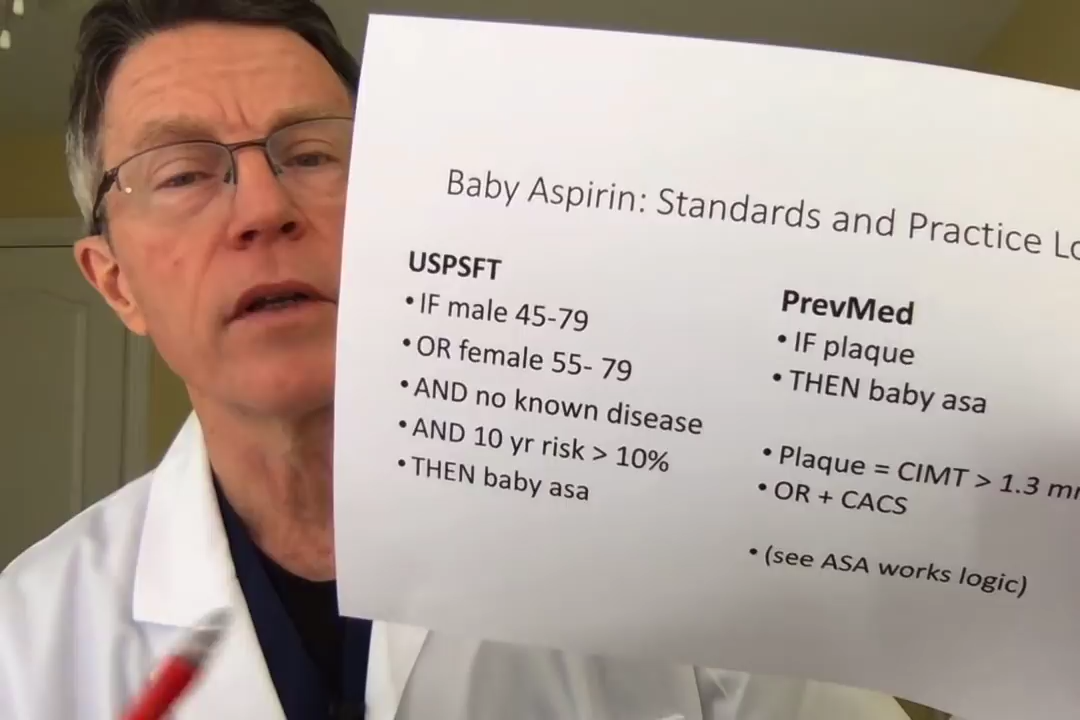 Baby Aspirin: Standards and Practice
USPSFT
• IF male 45-79
• OR female 55- 79
• AND no known disease
• AND 10 yr risk > 10%
• THEN baby asa
PrevMed
• IF plaque
• THEN baby asa
• Plaque = CIMT > 1.3
• OR + CACS
• (see ASA works logic)